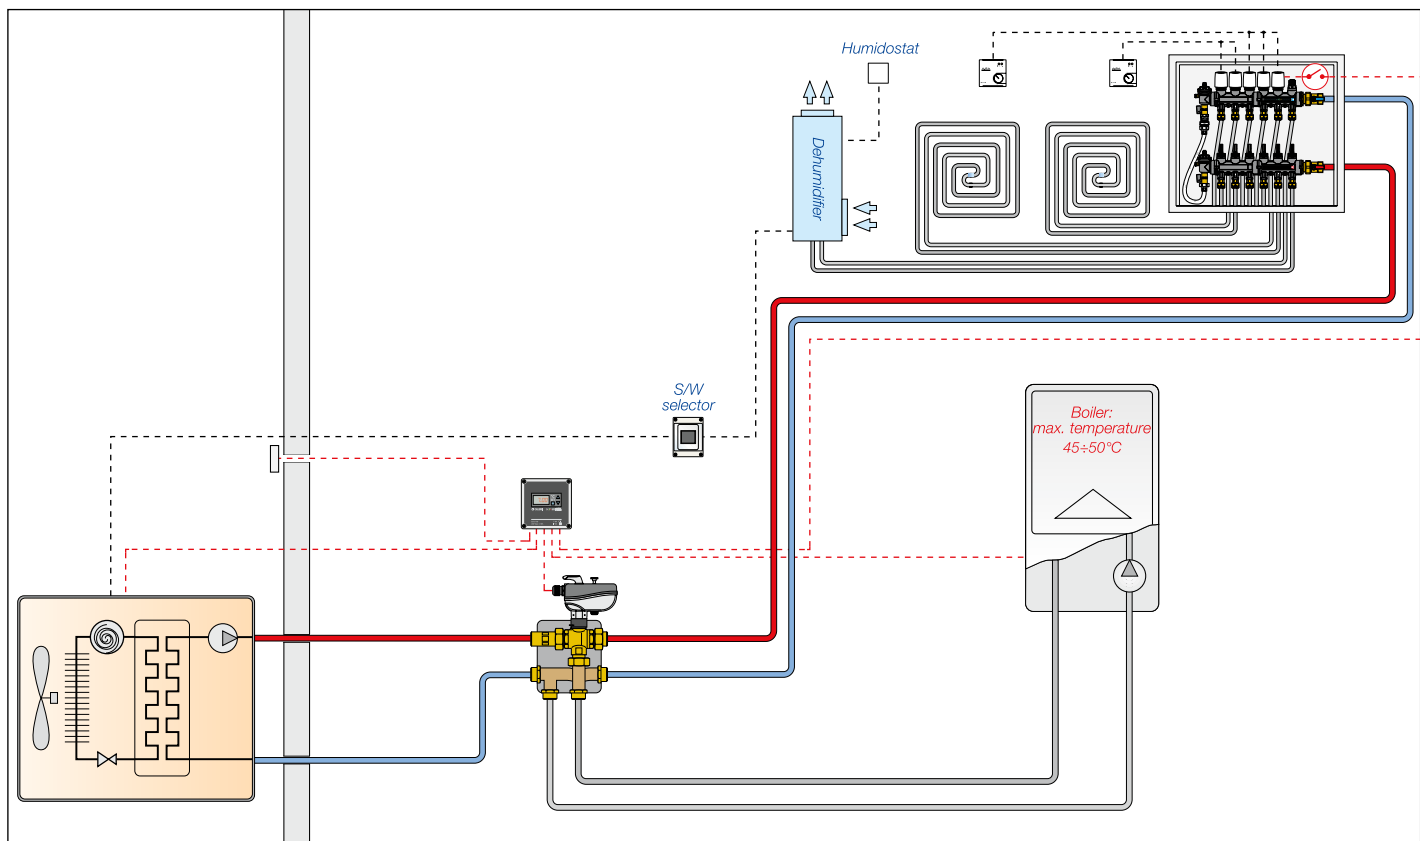 Humidostat
Dehumidifier
S/W
selector
Boiler:
max. temperature
45÷50°C